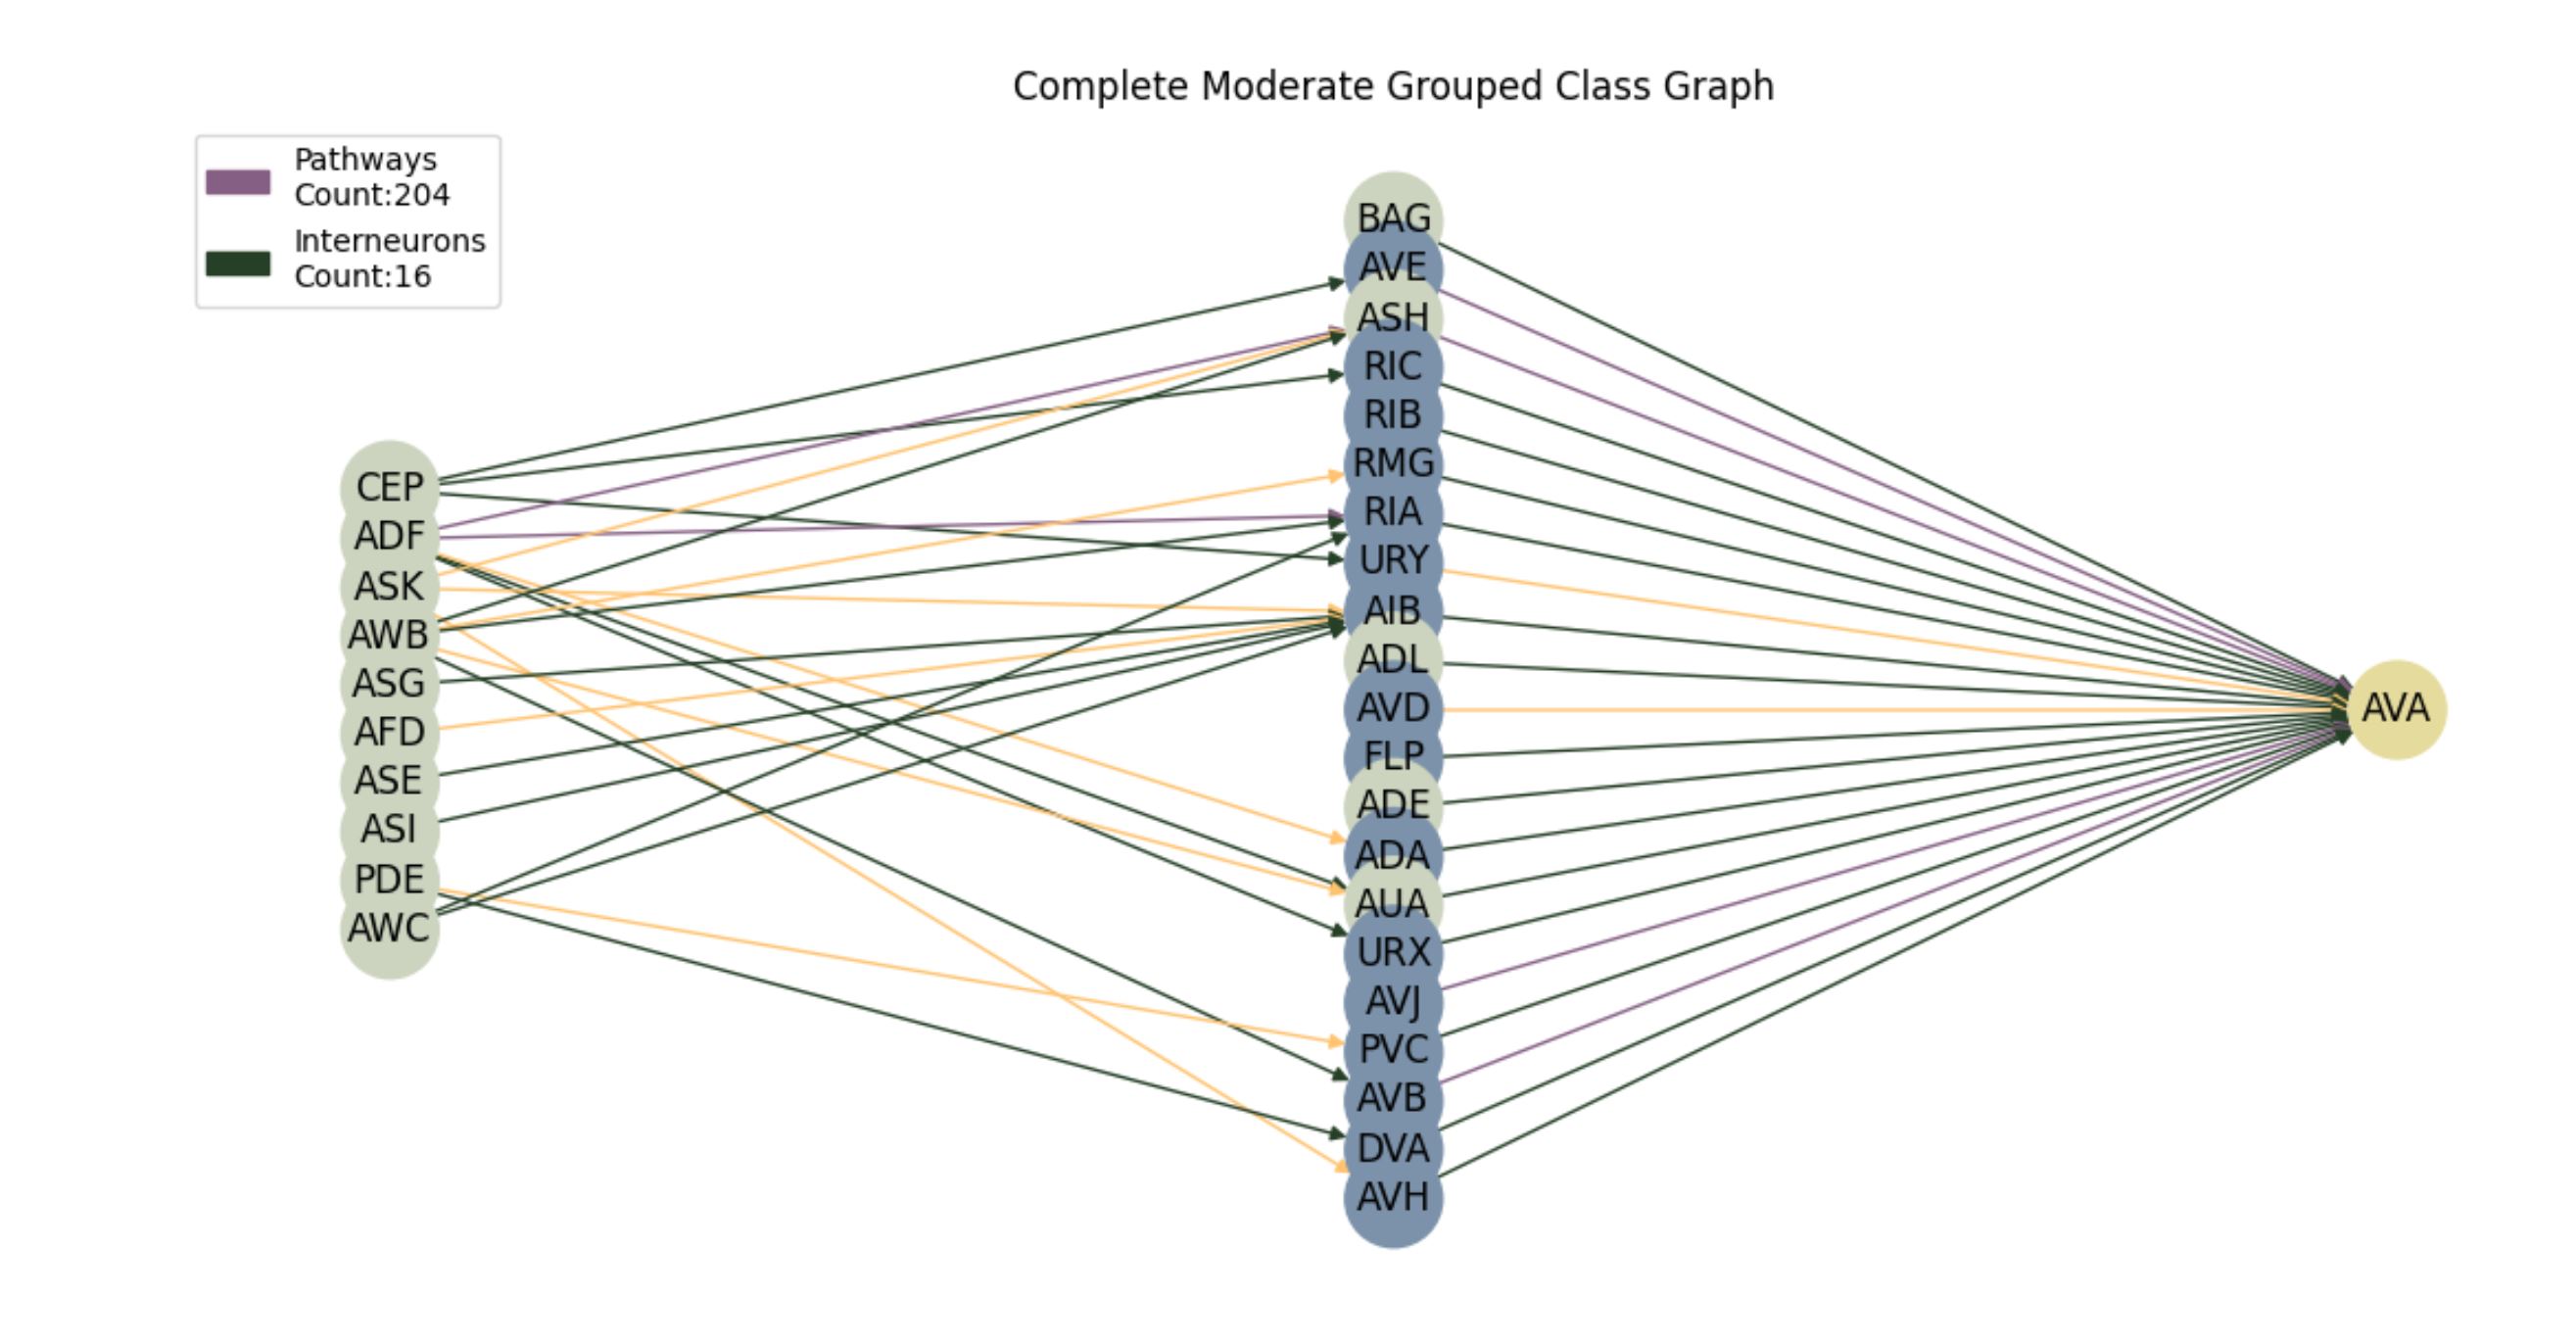 Complete Moderate Grouped Class Graph
Pathways
Count:204
Interneurons
Count:16
CEP
ADF
ASK
AWB
ASG
AFD
ASE
ASI
PDE
AWC
BAG
AVE
ASH
RIC
RIB
RMG
RIA
URY
AIB
ADL
AVD
FLP
ADE
ADA
AUA
URX
AVJ
PVC
AVB
DVA
AVH
AVA